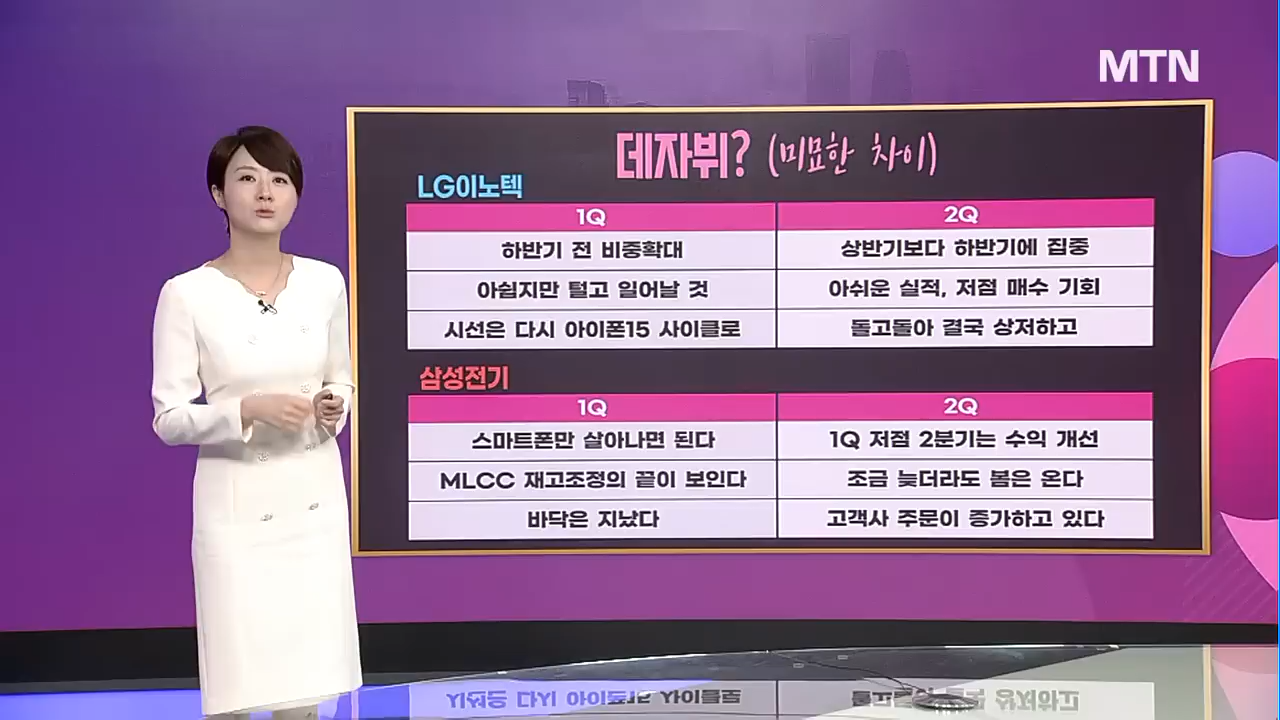 MTN
데자뷔? (미묘한 차이)
LG이노텍
1Q 2Q
하반기 전 비중확대 상반기보다 하반기에 집중
아쉽지만 털고 일어날 것 아쉬운 실적, 저점 매수 기회
시선은 다시 아이폰15 사이클로 돌고돌아 결국 상저하고
삼성전기
1Q 2Q
스마트폰만 살아나면 된다 1Q 저점 2분기는 수익 개선
MLCC 재고조정의 끝이 보인다 조금 늦더라도 봄은 온다
바닥은 지났다 고객사 주문이 증가하고 있다